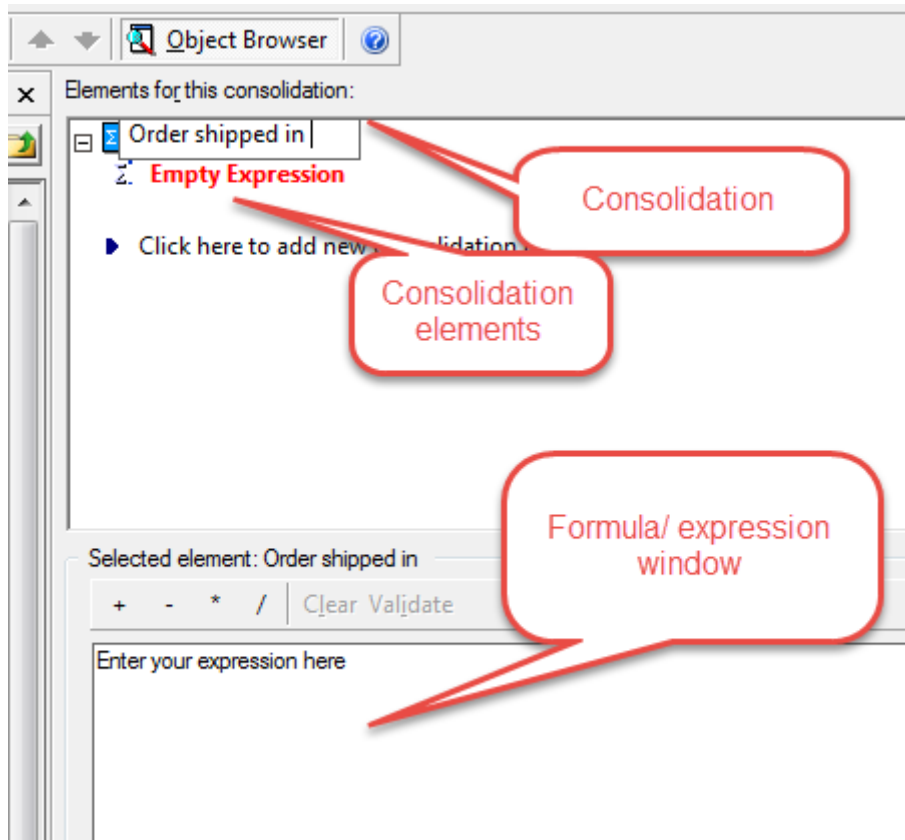 Object Browser
Elements for this consolidation:
Order shipped in
Consolidation
Empty Expression
Click here to add new
Consolidation
elements
Formula/ expression
window
Selected element: Order shipped in
+ - * / Clear Validate
Enter your expression here